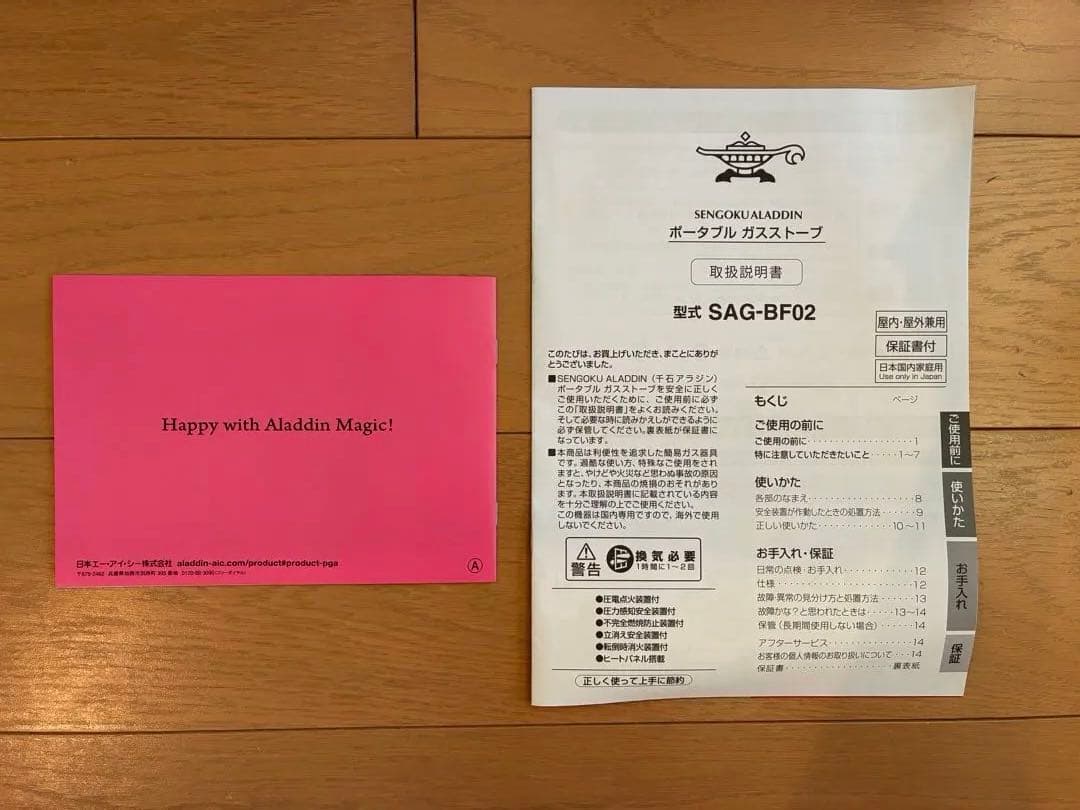 Happy with Aladdin Magic!
日本エー・アイ・シー株式会社 aladdin-aic.com/product#product-pga
〒679-2462 兵庫県加西市
A
SENGOKU ALADDIN
ポータブル ガスストーブ
取扱説明書
型式 SAG-BF02
屋内・屋外兼用
保証書付
日本国内家庭用
Use only in Japan
このたびは、お買上げいただき、まことにありが
とうございました。
■SENGOKU ALADDIN（千石アラジン）
ポータブル ガスストーブを安全に正しく
ご使用いただくために、ご使用前に必ず
この「取扱説明書」をよくお読みください。
そして必要な時に読みかえしができるように
必ず保管してください。裏表紙が保証書に
なっています。
■本商品は利便性を追求した簡易ガス器具
です。過酷な使い方、特殊なご使用をされ
ますと、やけどや火災など思わぬ事故の原因
となったり、本商品の焼損のおそれがあり
ます。本取扱説明書に記載されている内容
を十分ご理解の上でご使用ください。
この機器は国内専用ですので、海外で使用
しないでください。
警告
換気必要
1時間に1〜2回
●圧電点火装置付
●圧力感知安全装置付
●不完全燃焼防止装置付
●立消え安全装置付
●転倒時消火装置付
●ヒートパネル搭載
正しく使って上手に節約
もくじ ページ
ご使用の前に
ご使用の前に・・・・・・・・・・・・・・・1
特に注意していただきたいこと・・・・・1〜7
使いかた
各部のなまえ・・・・・・・・・・・・・・・8
安全装置が作動したときの処置方法・・・・・9
正しい使いかた・・・・・・・・・・・10〜11
お手入れ・保証
日常の点検・お手入れ・・・・・・・・・・12
仕様・・・・・・・・・・・・・・・・・・12
故障・異常の見分け方と処置方法・・・・・13
故障かな？と思われたときは・・・・13〜14
保管（長期間使用しない場合）・・・・・・14
アフターサービス・・・・・・・・・・・・14
お客様の個人情報のお取り扱いについて・・・14
保証書・・・・・・・・・・・・・・・裏表紙
ご使用前に
使いかた
お手入れ
保証